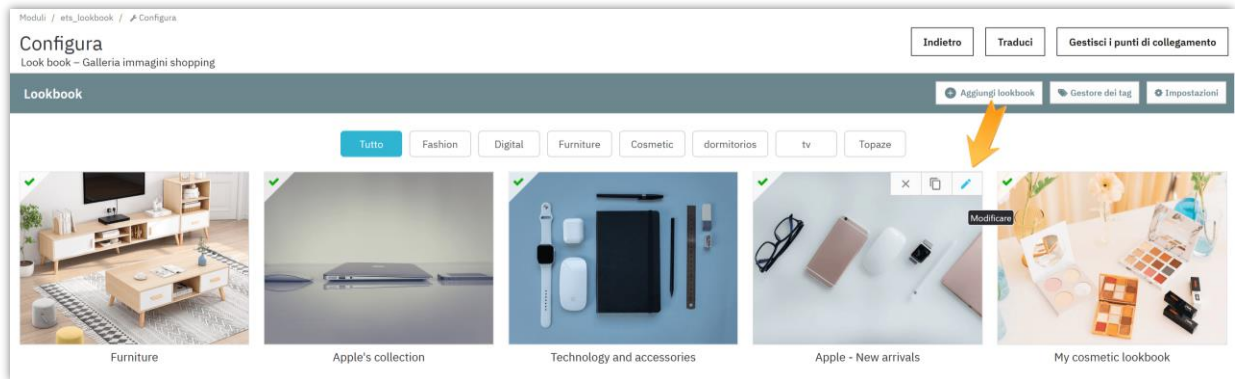 Moduli / ets_lookbook / Configura
Configura
Look book – Galleria immagini shopping
Indietro Traduci Gestisci i punti di collegamento
Lookbook
Aggiungi lookbook Gestore dei tag Impostazioni
Tutto Fashion Digital Furniture Cosmetic dormitorios tv Topaze
Modificare
Furniture Apple's collection Technology and accessories Apple - New arrivals My cosmetic lookbook